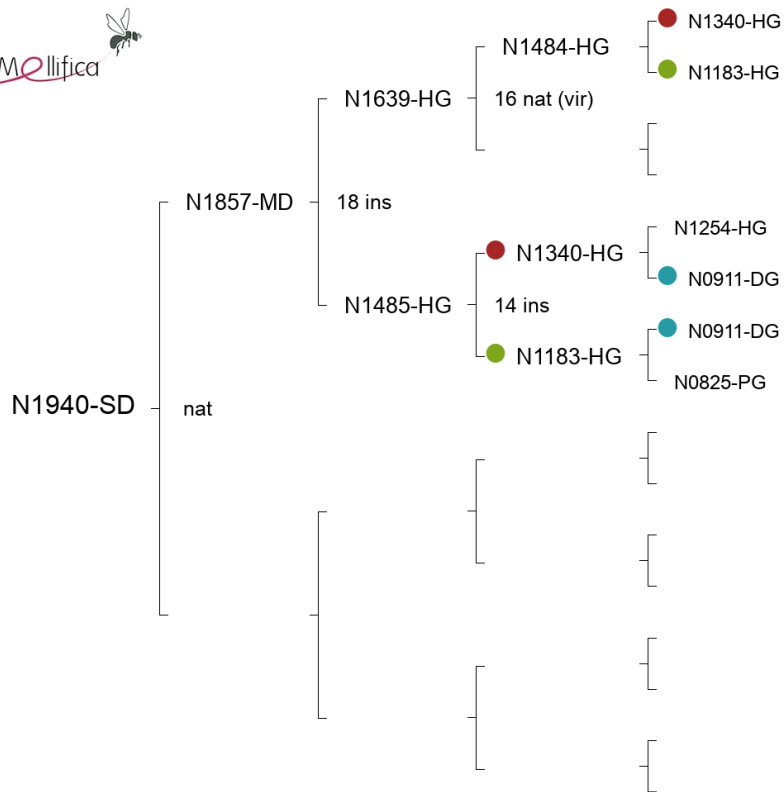 Mellifica
N1340-HG
N1484-HG
N1183-HG
N1639-HG
16 nat (vir)
N1857-MD
18 ins
N1254-HG
N1340-HG
N0911-DG
N1485-HG
14 ins
N0911-DG
N1183-HG
N0825-PG
N1940-SD
nat